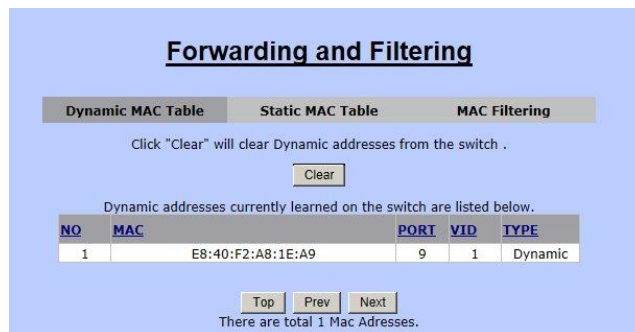 Forwarding and Filtering
Dynamic MAC Table Static MAC Table MAC Filtering
Click "Clear" will clear Dynamic addresses from the switch .
Clear
Dynamic addresses currently learned on the switch are listed below.
NO MAC PORT VID TYPE
1 E8:40:F2:A8:1E:A9 9 1 Dynamic
Top Prev Next
There are total 1 Mac Adresses.